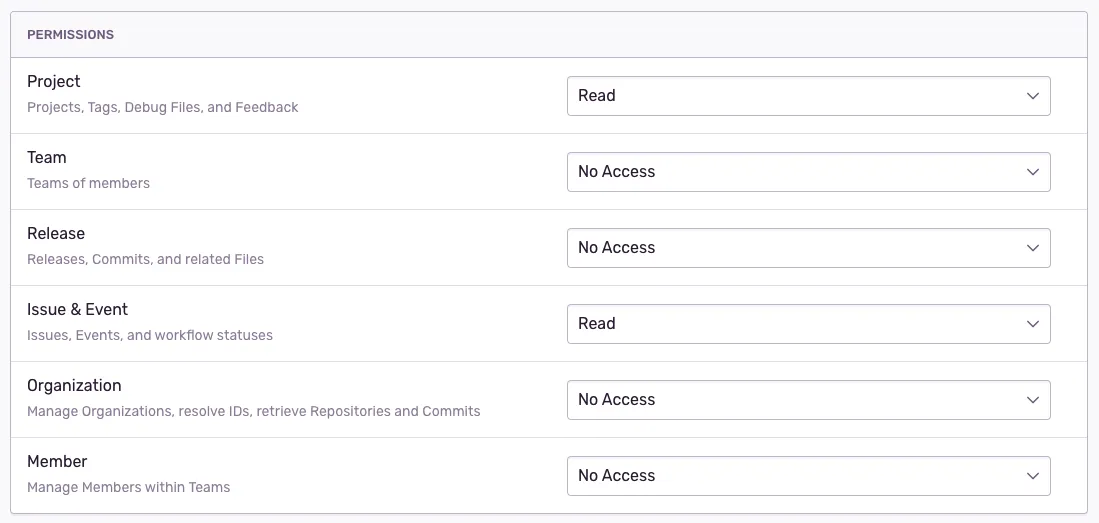 PERMISSIONS
Project
Projects, Tags, Debug Files, and Feedback
Read
Team
Teams of members
No Access
Release
Releases, Commits, and related Files
No Access
Issue & Event
Issues, Events, and workflow statuses
Read
Organization
Manage Organizations, resolve IDs, retrieve Repositories and Commits
No Access
Member
Manage Members within Teams
No Access